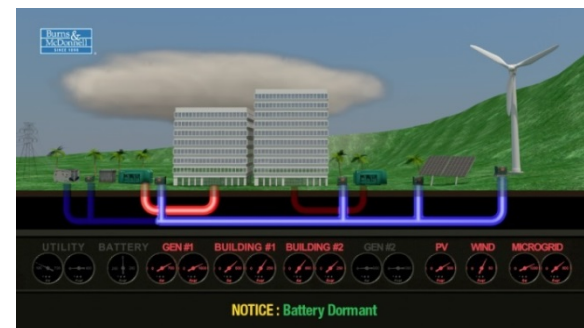 Burns &
McDonnell
SINCE 1898
UTILITY BATTERY GEN #1 BUILDING #1 BUILDING #2 GEN #2 PV WIND MICROGRID
NOTICE : Battery Dormant